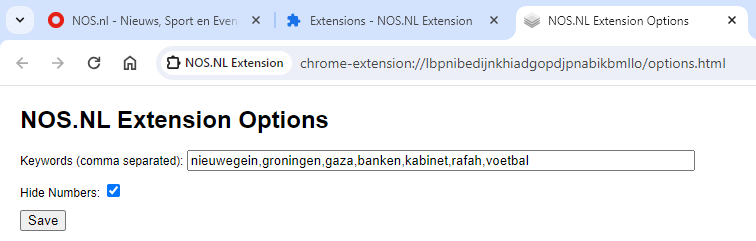 NOS.nl - Nieuws, Sport en Even
Extensions - NOS.NL Extension
NOS.NL Extension Options
NOS.NL Extension
chrome-extension://lbpnibedijnkhiadgopdjpnabikbmllo/options.html
NOS.NL Extension Options
Keywords (comma separated): nieuwegein,groningen,gaza,banken,kabinet,rafah,voetbal
Hide Numbers:
Save